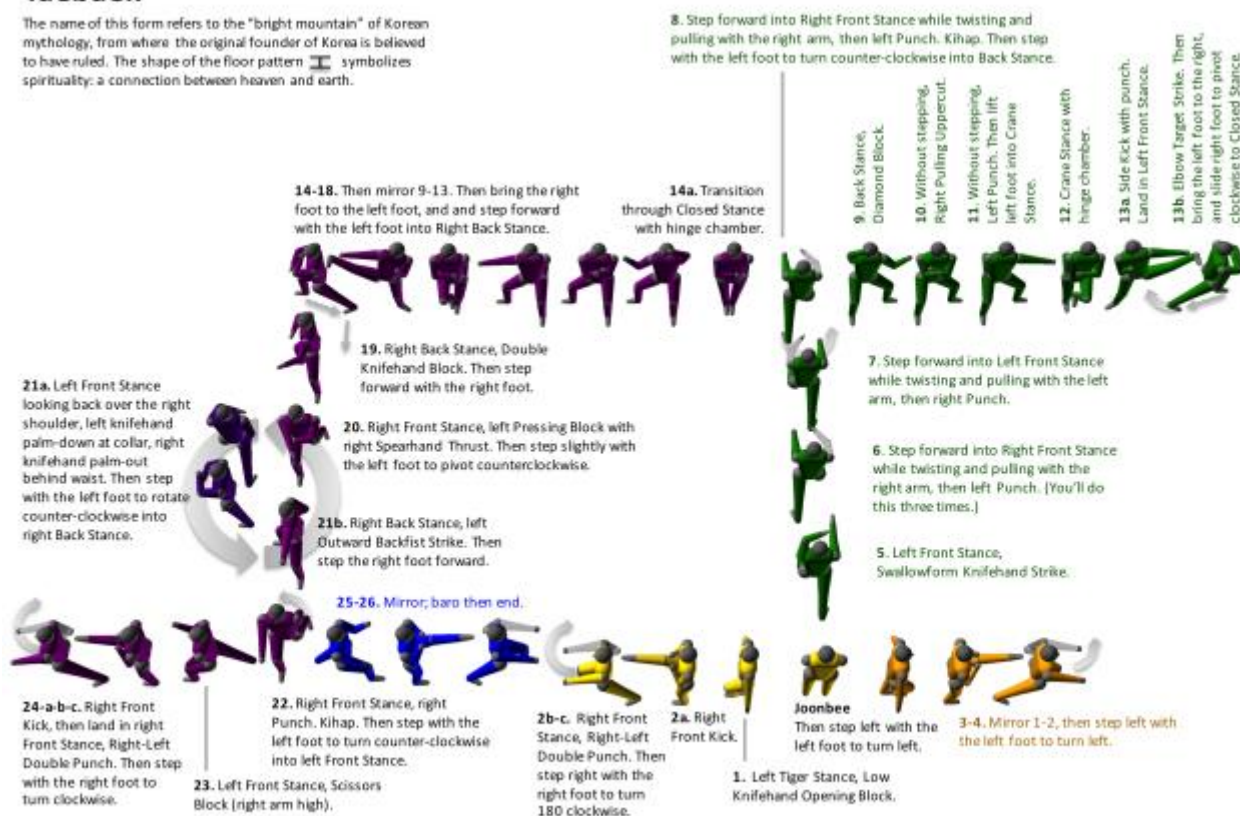 The name of this form refers to the "bright mountain" of Korean
mythology, from where the original founder of Korea is believed
to have ruled. The shape of the floor pattern symbolizes
spirituality: a connection between heaven and earth.
8. Step forward into Right Front Stance while twisting and
pulling with the right arm, then left Punch. Kihap. Then step
with the left foot to turn counter-clockwise into Back Stance.
9. Back Stance,
Diamond Block.
10. Without stepping,
Right Pulling Uppercut.
11. Without stepping,
Left Punch. Then lift
left foot into Crane
Stance.
12. Crane Stance with
hinge chamber.
13a. Side Kick with punch.
Land in Left Front Stance.
13b. Elbow Target Strike. Then
bring the left foot to the right,
and slide right foot to pivot
clockwise to Closed Stance.
14-18. Then mirror 9-13. Then bring the right
foot to the left foot, and and step forward
with the left foot into Right Back Stance.
14a. Transition
through Closed Stance
with hinge chamber.
19. Right Back Stance, Double
Knifehand Block. Then step
forward with the right foot.
7. Step forward into Left Front Stance
while twisting and pulling with the left
arm, then right Punch.
21a. Left Front Stance
looking back over the right
shoulder, left knifehand
palm-down at collar, right
knifehand palm-out
behind waist. Then step
with the left foot to rotate
counter-clockwise into
right Back Stance.
20. Right Front Stance, left Pressing Block with
right Spearhand Thrust. Then step slightly with
the left foot to pivot counterclockwise.
6. Step forward into Right Front Stance
while twisting and pulling with the
right arm, then left Punch. (You'll do
this three times.)
21b. Right Back Stance, left
Outward Backfist Strike. Then
step the right foot forward.
5. Left Front Stance,
Swallowform Knifehand Strike.
25-26. Mirror; baro then end.
24-a-b-c. Right Front
Kick, then land in right
Front Stance, Right-Left
Double Punch. Then step
with the right foot to
turn clockwise.
23. Left Front Stance, Scissors
Block (right arm high).
22. Right Front Stance, right
Punch. Kihap. Then step with the
left foot to turn counter-clockwise
into left Front Stance.
2b-c. Right Front
Stance, Right-Left
Double Punch. Then
step right with the
right foot to turn
180 clockwise.
2a. Right
Front Kick.
1. Left Tiger Stance, Low
Knifehand Opening Block.
Joonbee
Then step left with the
left foot to turn left.
3-4. Mirror 1-2, then step left with
the left foot to turn left.